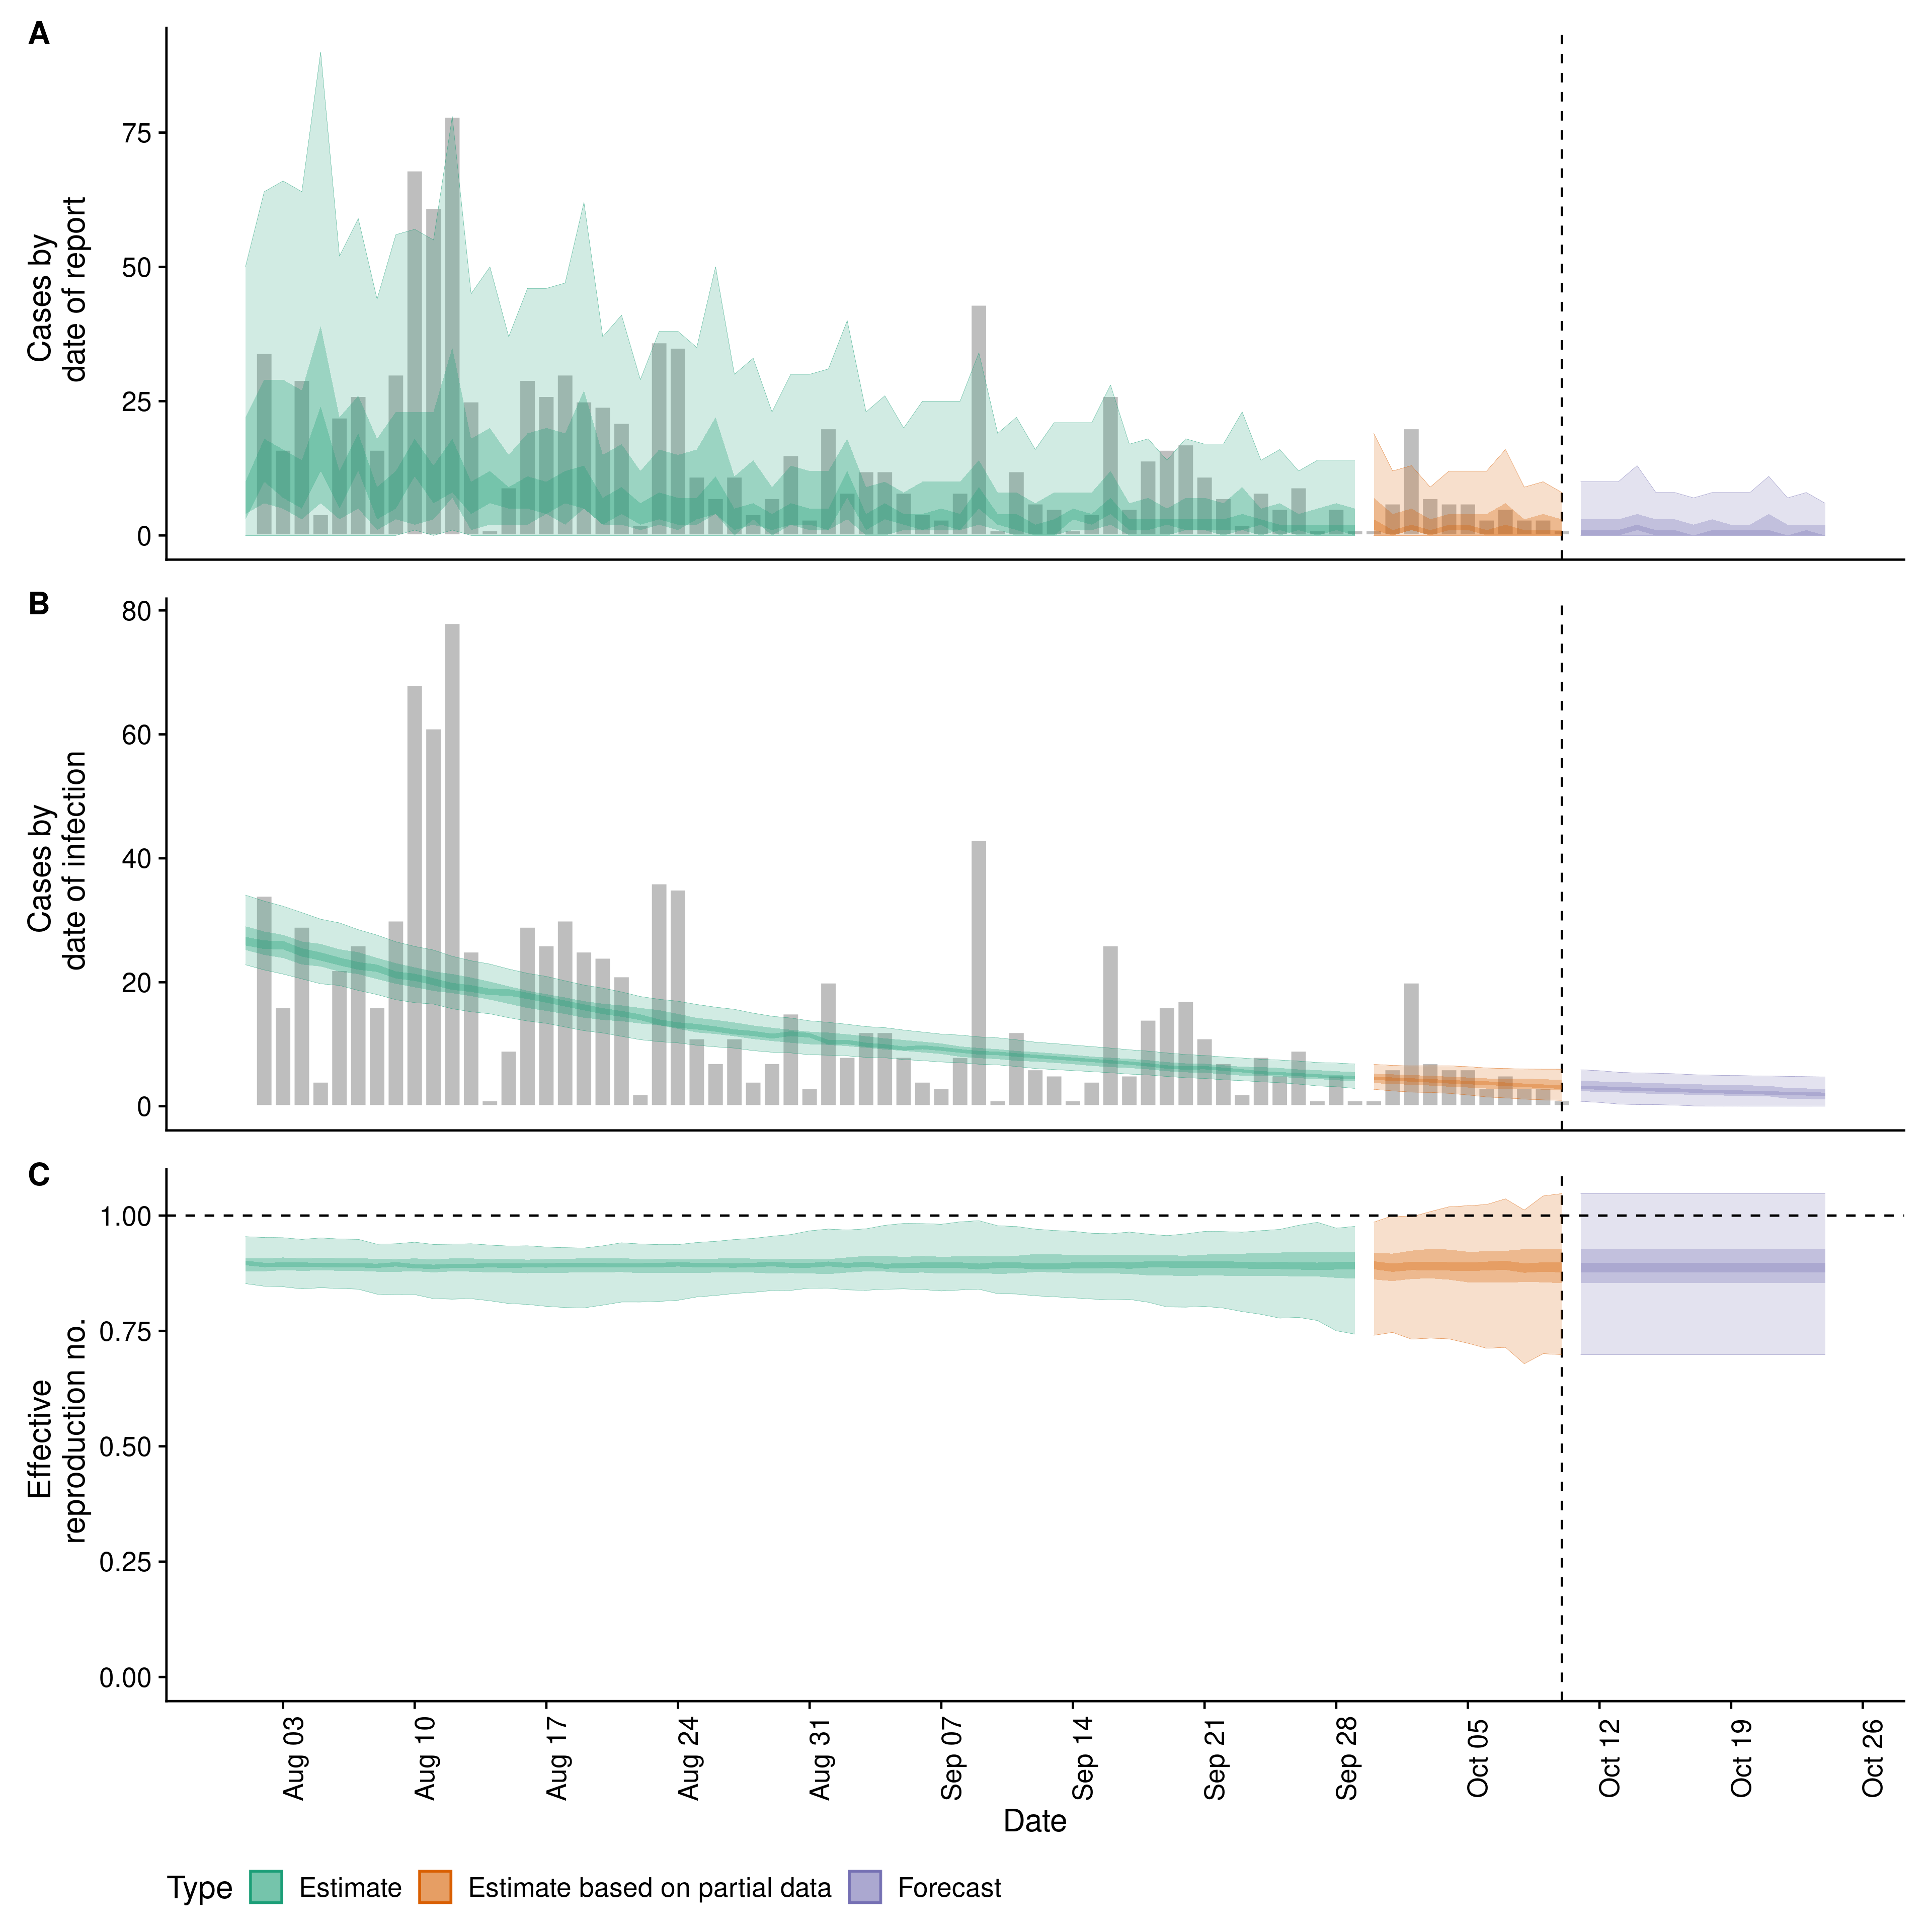 A
Cases by
date of report
75
50
25
0
B
Cases by
date of infection
80
60
40
20
0
C
Effective
reproduction no.
1.00
0.75
0.50
0.25
0.00
Aug 03
Aug 10
Aug 17
Aug 24
Aug 31
Sep 07
Sep 14
Sep 21
Sep 28
Oct 05
Oct 12
Oct 19
Oct 26
Date
Type Estimate Estimate based on partial data Forecast